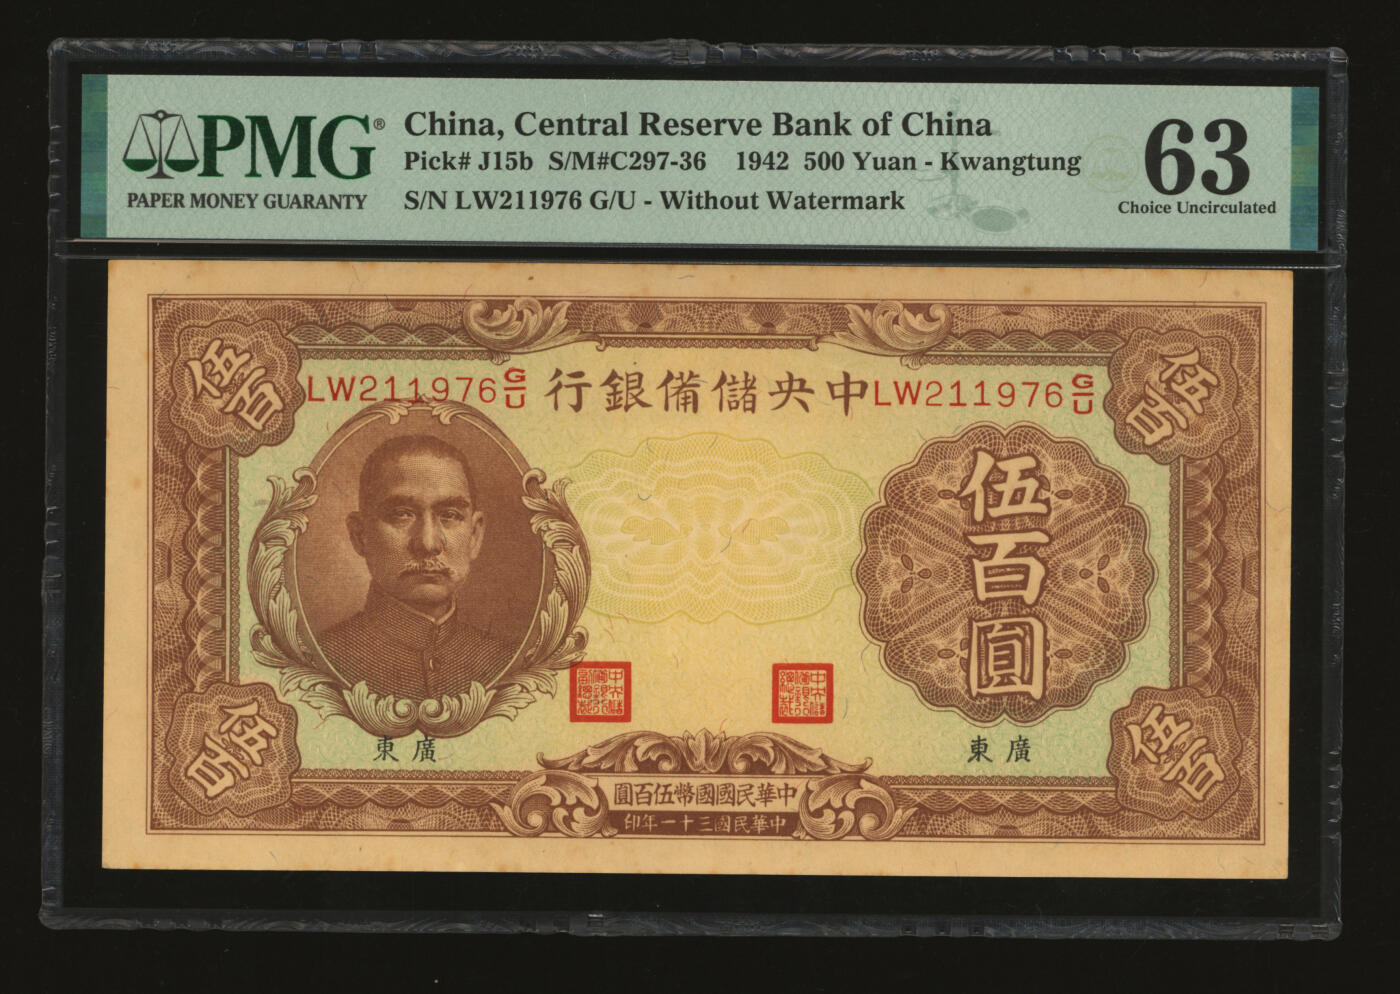 PMG®
PAPER MONEY GUARANTY
China, Central Reserve Bank of China
Pick# J15b S/M#C297-36 1942 500 Yuan - Kwangtung
S/N LW211976 G/U - Without Watermark
63
Choice Uncirculated
伍百
伍百
LW211976 G/U
行銀備儲央中
LW211976 G/U
伍百圓
東廣
東廣
圓百伍幣國國民華中
印年一十三國民華中
伍百
伍百